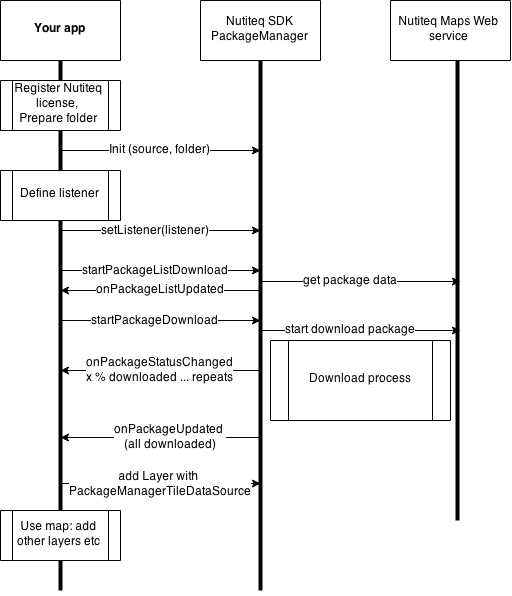 Your app
Nutiteq SDK
PackageManager
Nutiteq Maps Web
service
Register Nutiteq
license,
Prepare folder
Init (source, folder)
Define listener
setListener(listener)
startPackageListDownload
get package data
onPackageListUpdated
startPackageDownload
start download package
onPackageStatusChanged
x % downloaded ... repeats
Download process
onPackageUpdated
(all downloaded)
add Layer with
PackageManagerTileDataSource
Use map: add
other layers etc